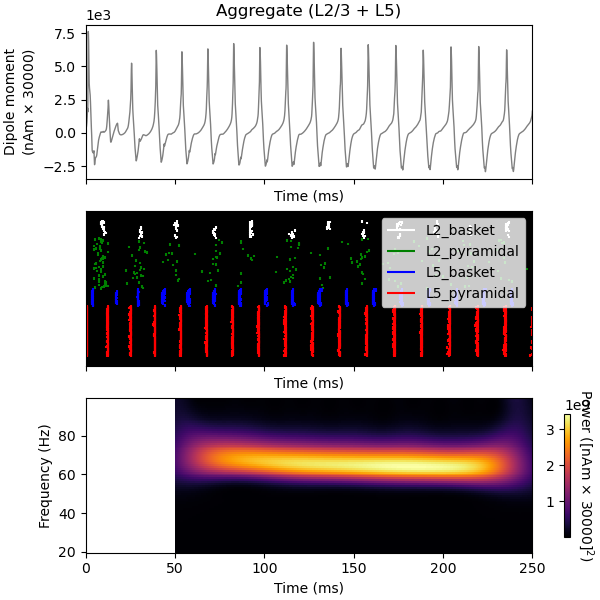 Aggregate (L2/3 + L5)
1e3
7.5
5.0
2.5
0.0
−2.5
Dipole moment
(nAm × 30000)
Time (ms)
L2_basket
L2_pyramidal
L5_basket
L5_pyramidal
Time (ms)
80
60
40
20
Frequency (Hz)
0
50
100
150
200
250
Time (ms)
1e9
3
2
1
Power ([nAm × 30000]²)